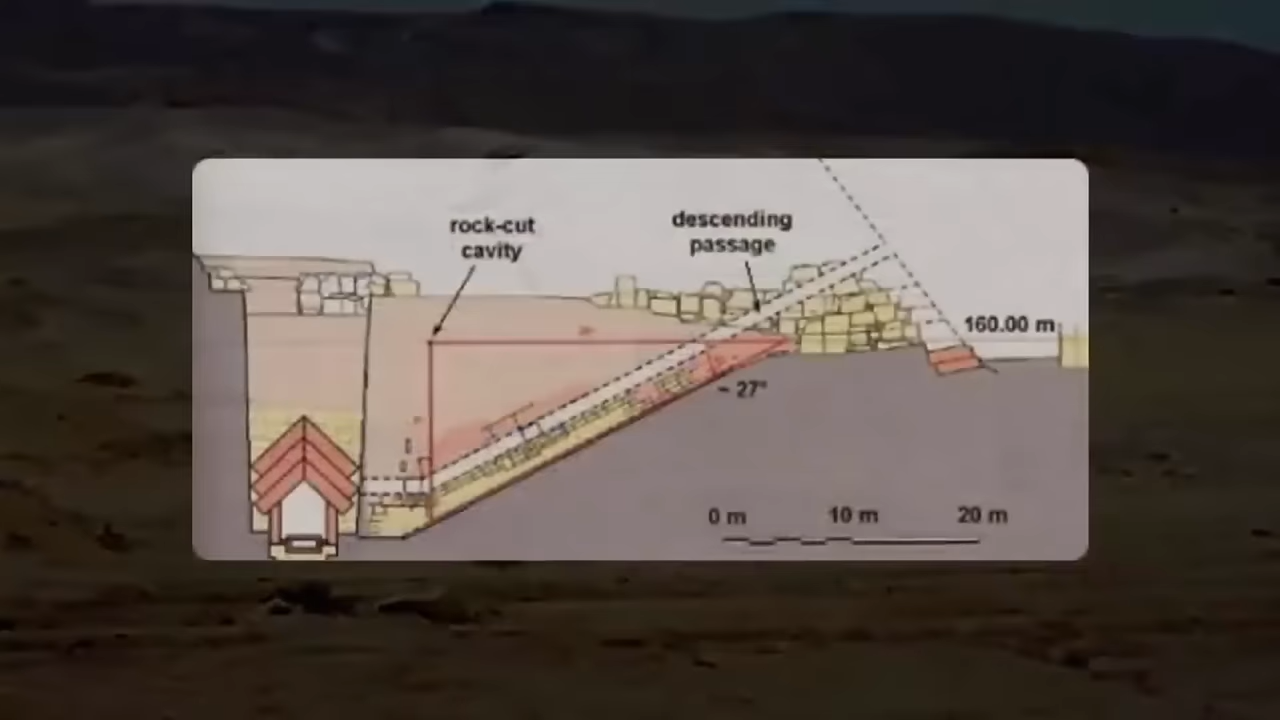 rock-cut
cavity
descending
passage
160.00 m
~ 27°
0 m 10 m 20 m